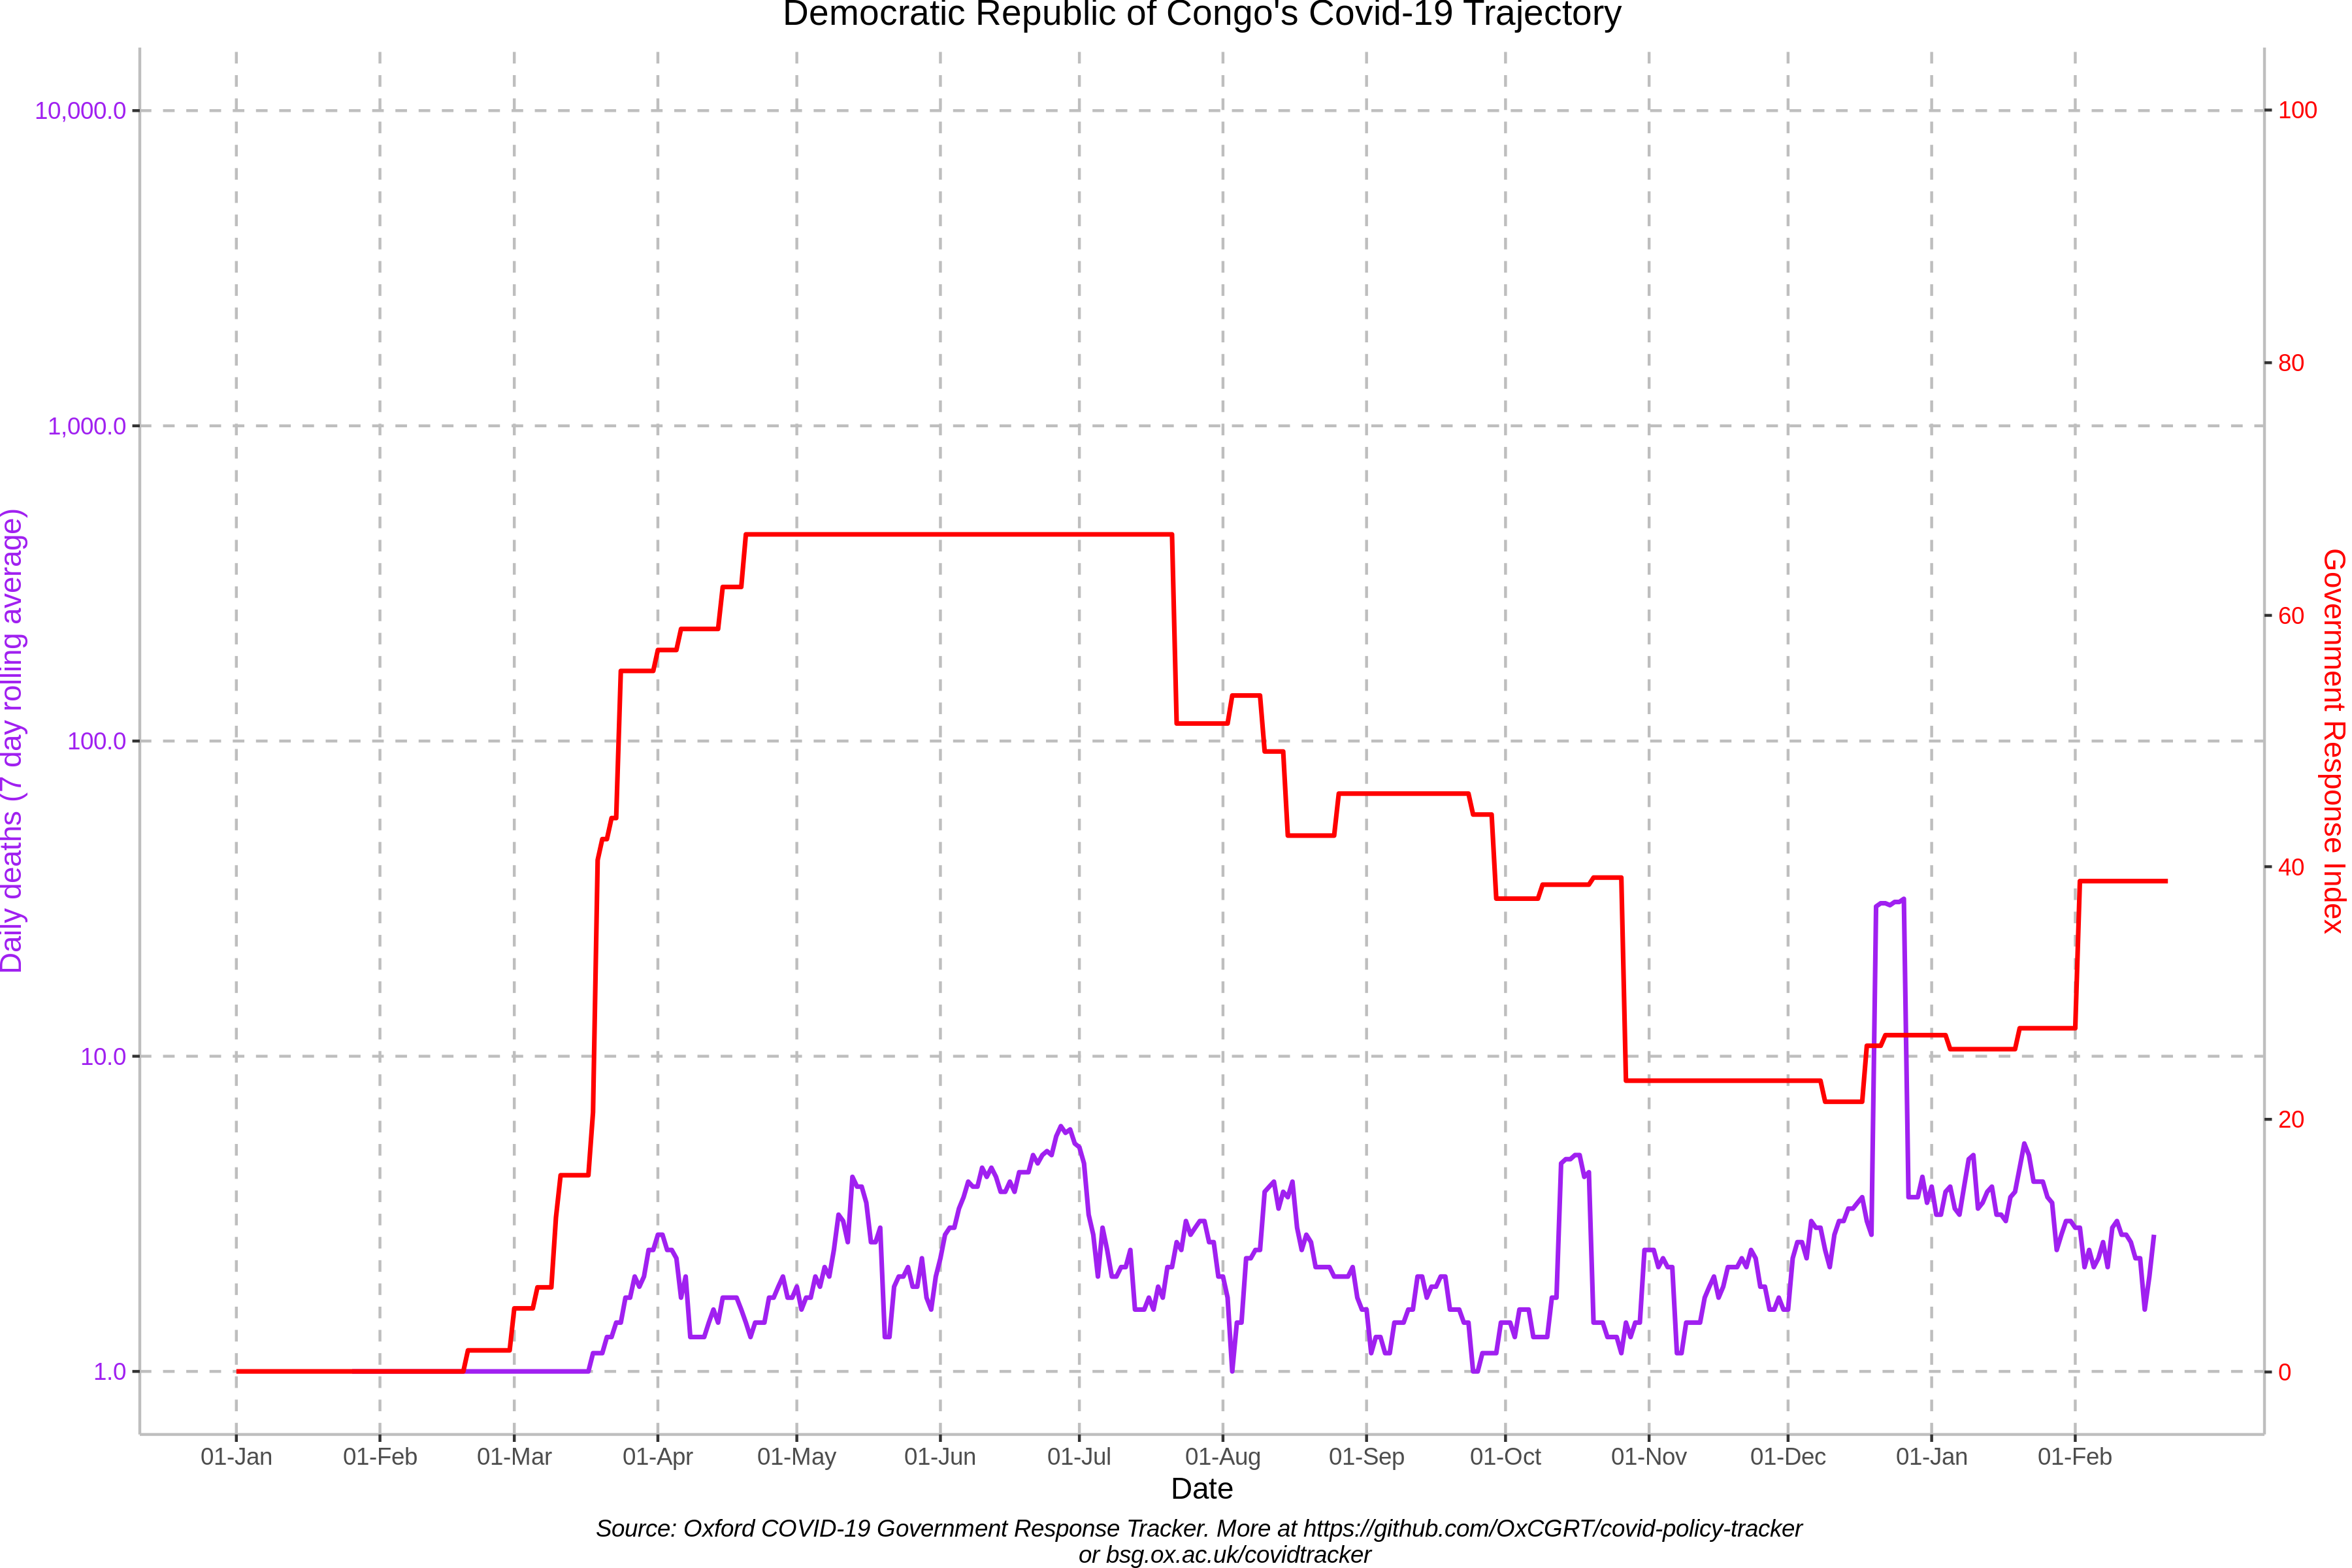 Democratic Republic of Congo's Covid-19 Trajectory
10,000.0
1,000.0
100.0
10.0
1.0
Daily deaths (7 day rolling average)
100
80
60
40
20
0
Government Response Index
01-Jan 01-Feb 01-Mar 01-Apr 01-May 01-Jun 01-Jul 01-Aug 01-Sep 01-Oct 01-Nov 01-Dec 01-Jan 01-Feb
Date
Source: Oxford COVID-19 Government Response Tracker. More at https://github.com/OxCGRT/covid-policy-tracker
or bsg.ox.ac.uk/covidtracker